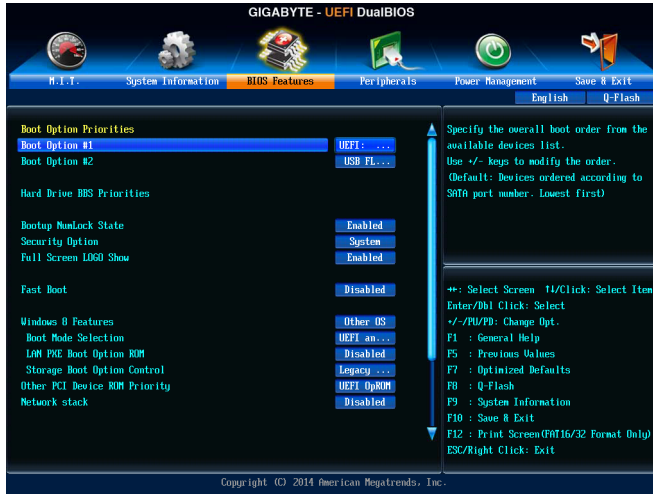 GIGABYTE - UEFI DualBIOS
M.I.T. System Information BIOS Features Peripherals Power Management Save & Exit
English Q-Flash
Boot Option Priorities
Boot Option #1 UEFI: ...
Boot Option #2 USB FL...
Hard Drive BBS Priorities
Bootup NumLock State Enabled
Security Option System
Full Screen LOGO Show Enabled
Fast Boot Disabled
Windows 8 Features Other OS
Boot Mode Selection UEFI an...
LAN PXE Boot Option ROM Disabled
Storage Boot Option Control Legacy ...
Other PCI Device ROM Priority UEFI OpROM
Network stack Disabled
Specify the overall boot order from the
available devices list.
Use +/- keys to modify the order.
(Default: Devices ordered according to
SATA port number. Lowest first)
→←: Select Screen ↑↓/Click: Select Item
Enter/Dbl Click: Select
+/-/PU/PD: Change Opt.
F1 : General Help
F5 : Previous Values
F7 : Optimized Defaults
F8 : Q-Flash
F9 : System Information
F10 : Save & Exit
F12 : Print Screen(FAT16/32 Format Only)
ESC/Right Click: Exit
Copyright (C) 2014 American Megatrends, Inc.